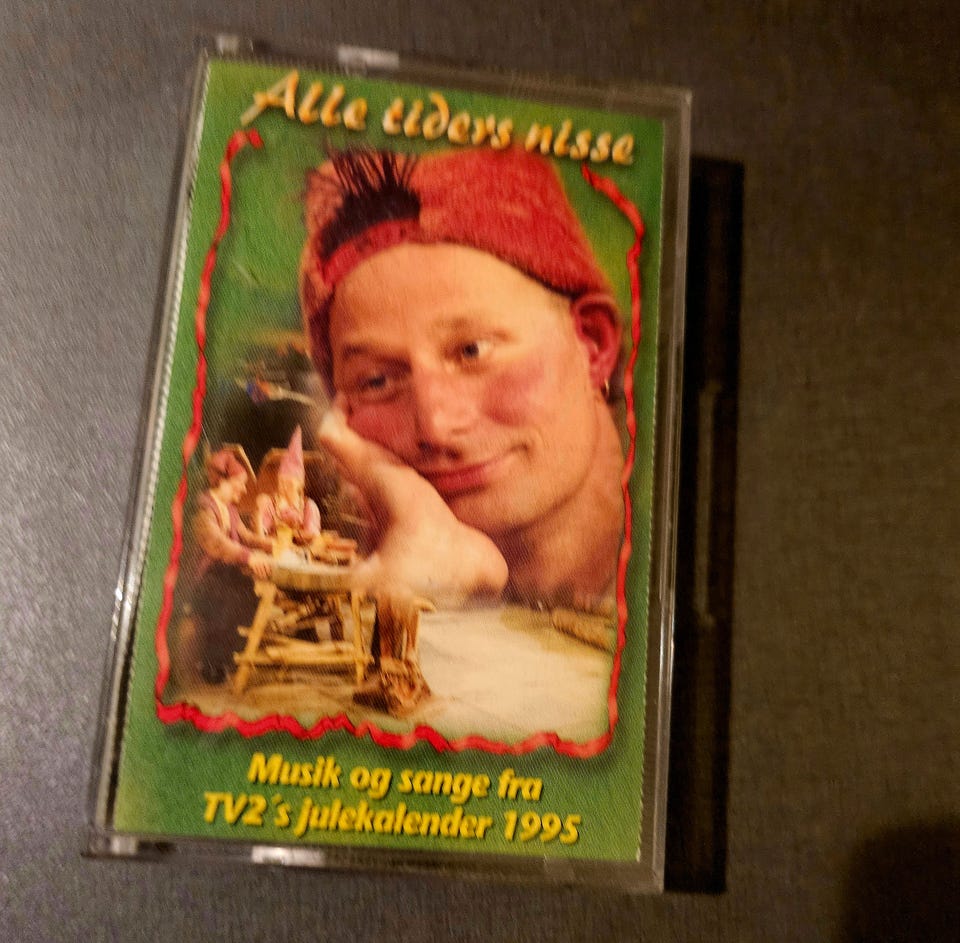 Alle tiders nisse
Musik og sange fra
TV2´s julekalender 1995